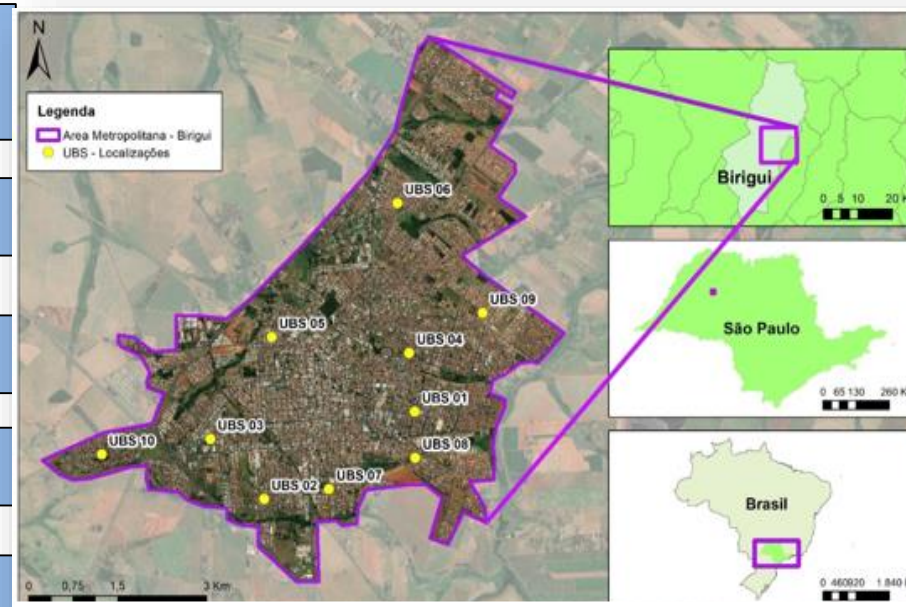 N
Legenda
Area Metropolitana - Birigui
UBS - Localizações
UBS 06
UBS 09
UBS 05
UBS 04
UBS 01
UBS 03
UBS 10
UBS 08
UBS 07
UBS 02
0 0,75 1,5 3 Km
Birigui
0 5 10 20 K
São Paulo
0 65 130 260 K
Brasil
0 460920 1.840